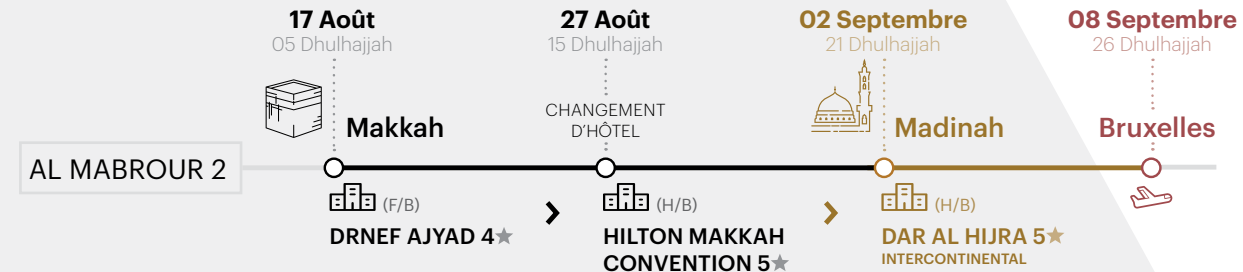 17 Août
05 Dhulhajjah
27 Août
15 Dhulhajjah
02 Septembre
21 Dhulhajjah
08 Septembre
26 Dhulhajjah
Makkah
CHANGEMENT
D'HÔTEL
Madinah
Bruxelles
AL MABROUR 2
(F/B)
DRNEF AJYAD 4★
(H/B)
HILTON MAKKAH
CONVENTION 5★
(H/B)
DAR AL HIJRA 5★
INTERCONTINENTAL